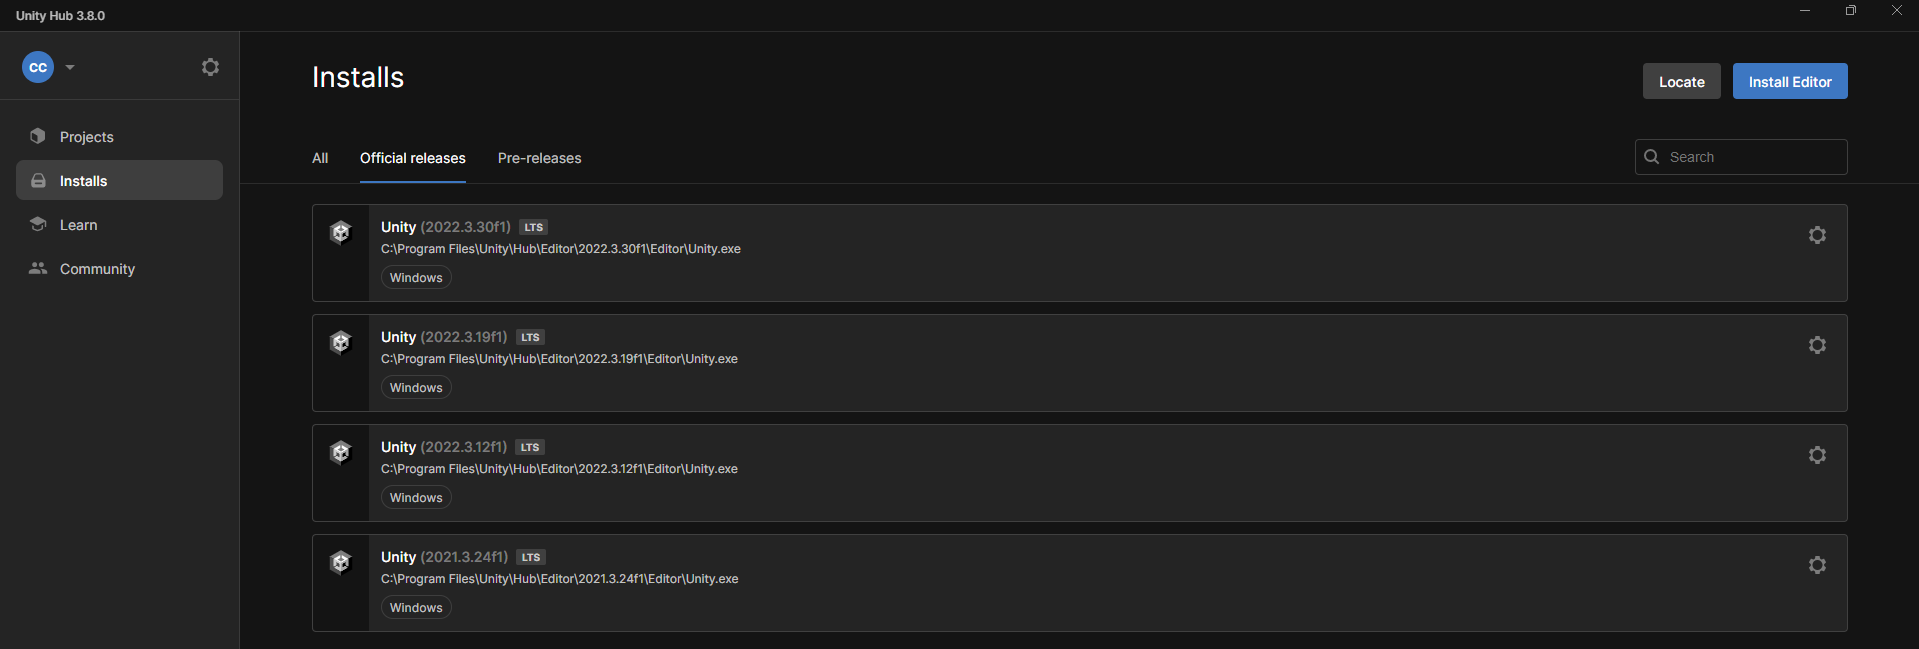 Unity Hub 3.8.0
CC
Projects
Installs
Learn
Community
Installs
Locate
Install Editor
All
Official releases
Pre-releases
Search
Unity (2022.3.30f1) LTS
C:\Program Files\Unity\Hub\Editor\2022.3.30f1\Editor\Unity.exe
Windows
Unity (2022.3.19f1) LTS
C:\Program Files\Unity\Hub\Editor\2022.3.19f1\Editor\Unity.exe
Windows
Unity (2022.3.12f1) LTS
C:\Program Files\Unity\Hub\Editor\2022.3.12f1\Editor\Unity.exe
Windows
Unity (2021.3.24f1) LTS
C:\Program Files\Unity\Hub\Editor\2021.3.24f1\Editor\Unity.exe
Windows